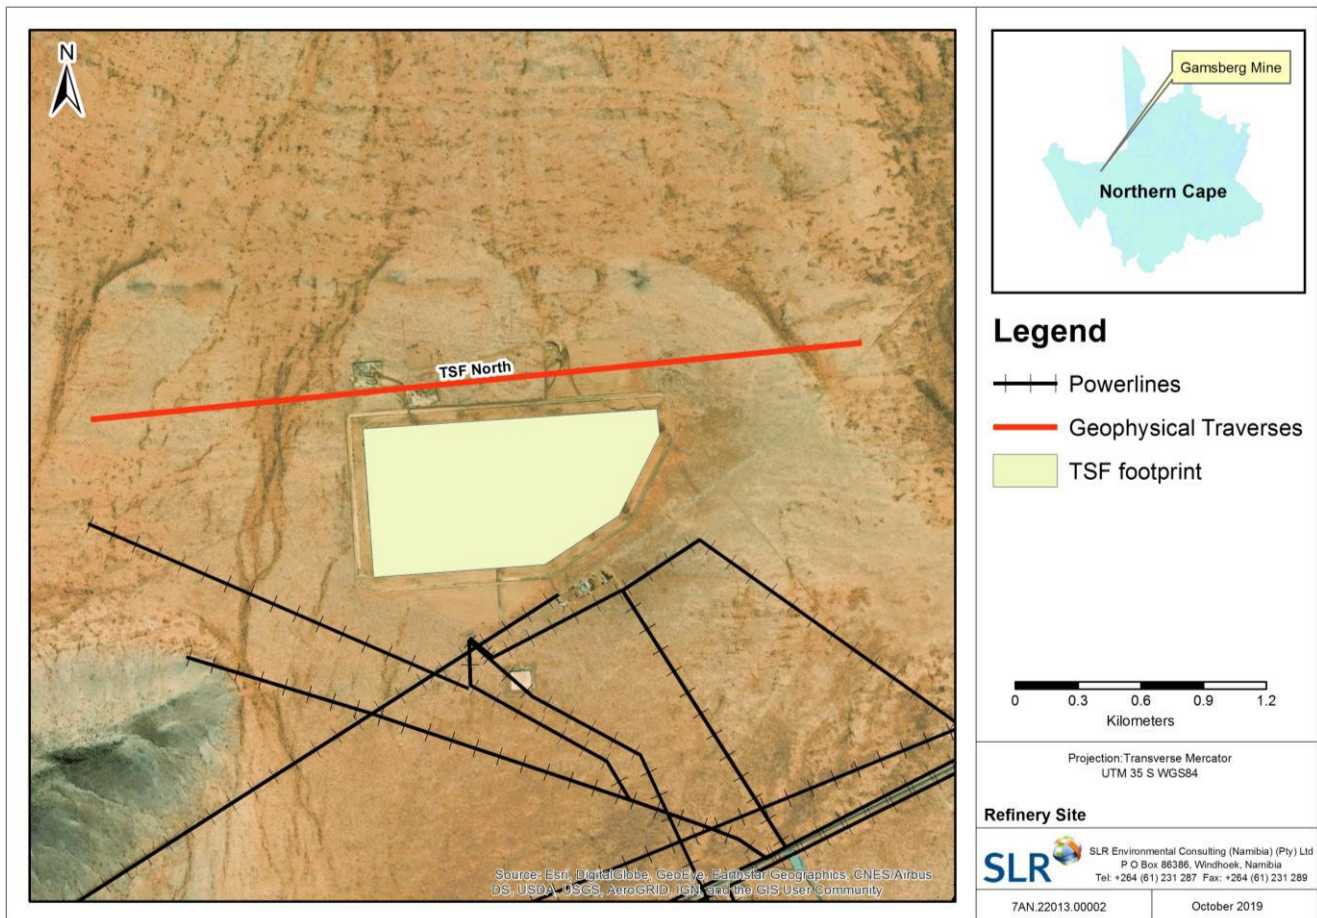 N
TSF North
Source: Esri, DigitalGlobe, GeoEye, Earthstar Geographics, CNES/Airbus
DS, USDA, USGS, AeroGRID, IGN, and the GIS User Community
Gamsberg Mine
Northern Cape
Legend
Powerlines
Geophysical Traverses
TSF footprint
0 0.3 0.6 0.9 1.2
Kilometers
Projection:Transverse Mercator
UTM 35 S WGS84
Refinery Site
SLR
SLR Environmental Consulting (Namibia) (Pty) Ltd
P O Box 86386, Windhoek, Namibia
Tel: +264 (61) 231 287 Fax: +264 (61) 231 289
7AN.22013.00002
October 2019